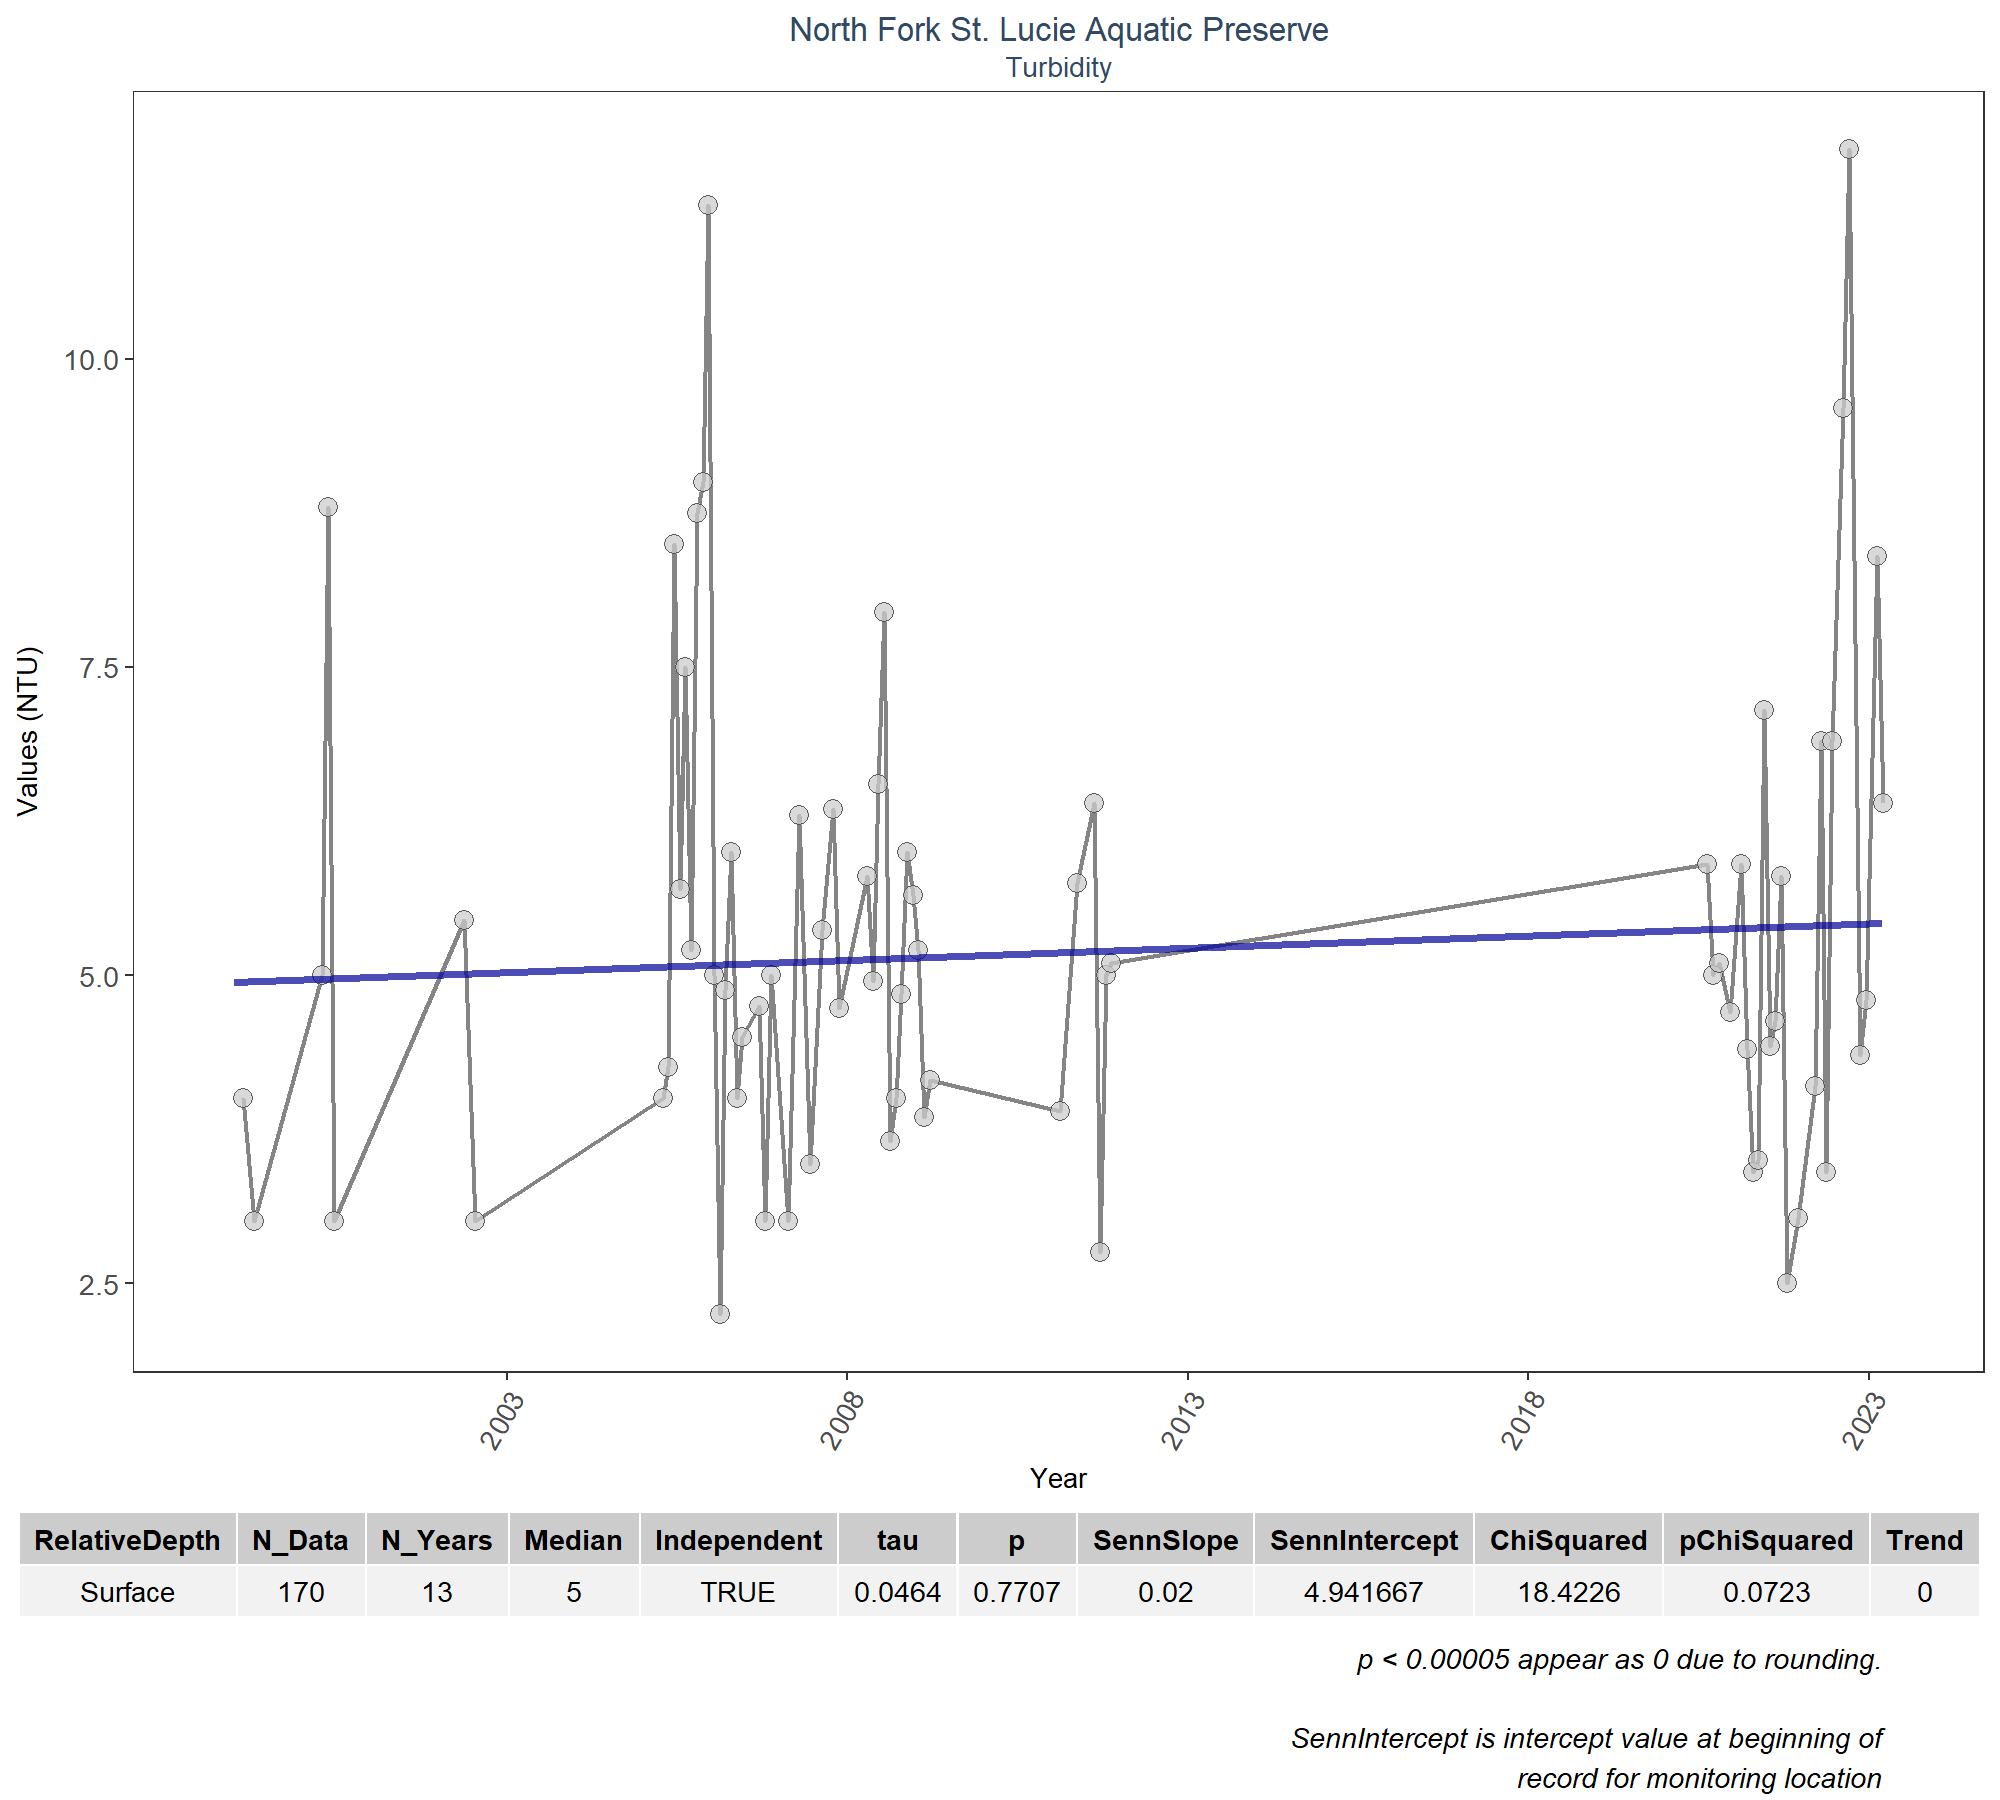 North Fork St. Lucie Aquatic Preserve
Turbidity
10.0
7.5
5.0
2.5
Values (NTU)
2003 2008 2013 2018 2023
Year
RelativeDepth N_Data N_Years Median Independent tau p SennSlope SennIntercept ChiSquared pChiSquared Trend
Surface 170 13 5 TRUE 0.0464 0.7707 0.02 4.941667 18.4226 0.0723 0
p < 0.00005 appear as 0 due to rounding.
SennIntercept is intercept value at beginning of
record for monitoring location